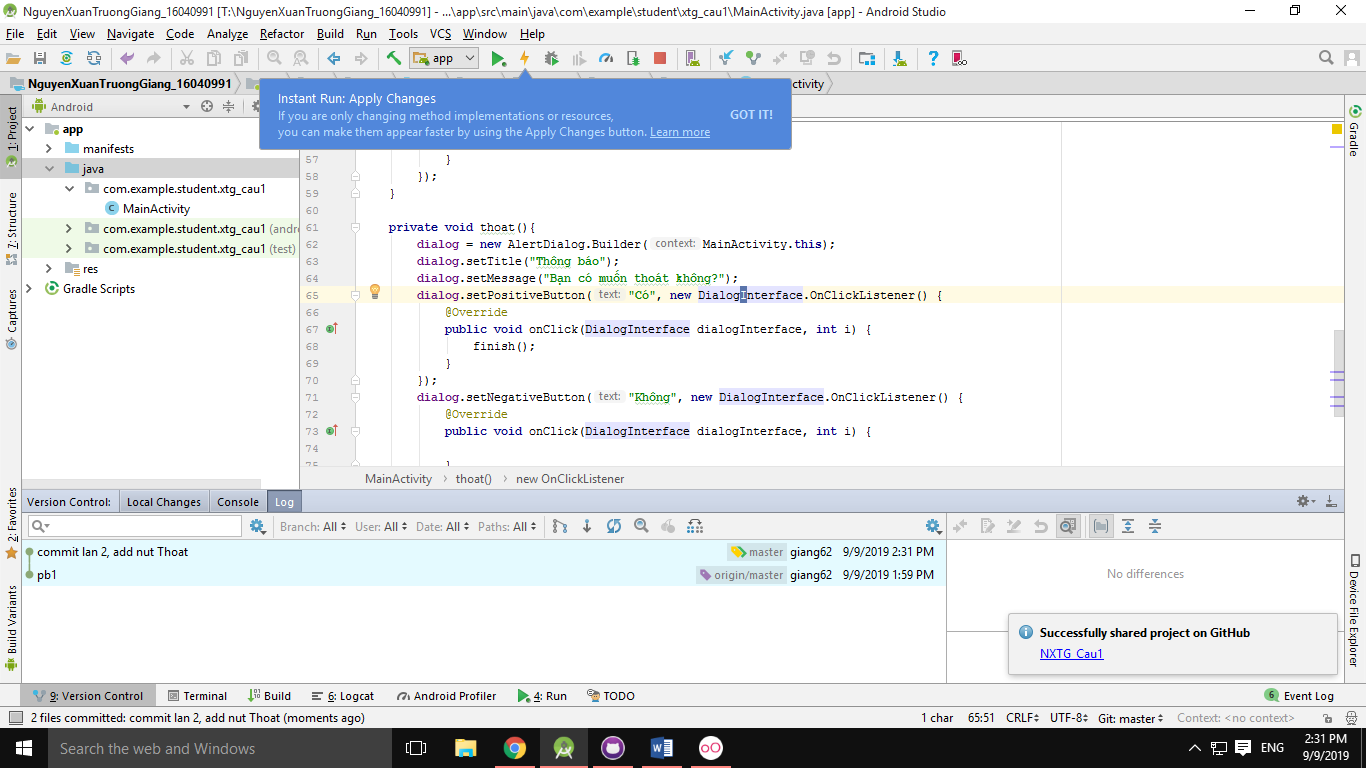 NguyenXuanTruongGiang_16040991 [T:\NguyenXuanTruongGiang_16040991] - ...\app\src\main\java\com\example\student\xtg_cau1\MainActivity.java [app] - Android Studio
File Edit View Navigate Code Analyze Refactor Build Run Tools VCS Window Help
app
NguyenXuanTruongGiang_16040991
Instant Run: Apply Changes
If you are only changing method implementations or resources,
you can make them appear faster by using the Apply Changes button. Learn more
GOT IT!
Android
1: Project
7: Structure
Captures
2: Favorites
Build Variants
app
manifests
java
com.example.student.xtg_cau1
MainActivity
com.example.student.xtg_cau1 (andr
com.example.student.xtg_cau1 (test)
res
Gradle Scripts
57 }
58 });
59 }
60
61 private void thoat(){
62 dialog = new AlertDialog.Builder( context: MainActivity.this);
63 dialog.setTitle("Thông báo");
64 dialog.setMessage("Bạn có muốn thoát không?");
65 dialog.setPositiveButton( text: "Có", new DialogInterface.OnClickListener() {
66 @Override
67 public void onClick(DialogInterface dialogInterface, int i) {
68 finish();
69 }
70 });
71 dialog.setNegativeButton( text: "Không", new DialogInterface.OnClickListener() {
72 @Override
73 public void onClick(DialogInterface dialogInterface, int i) {
74
75 }
MainActivity thoat() new OnClickListener
Gradle
Device File Explorer
Version Control: Local Changes Console Log
Branch: All User: All Date: All Paths: All
commit lan 2, add nut Thoat master giang62 9/9/2019 2:31 PM
pb1 origin/master giang62 9/9/2019 1:59 PM
No differences
Successfully shared project on GitHub
NXTG_Cau1
9: Version Control Terminal Build 6: Logcat Android Profiler 4: Run TODO 6 Event Log
2 files committed: commit lan 2, add nut Thoat (moments ago) 1 char 65:51 CRLF UTF-8 Git: master Context: <no context>
Search the web and Windows
ENG
2:31 PM
9/9/2019